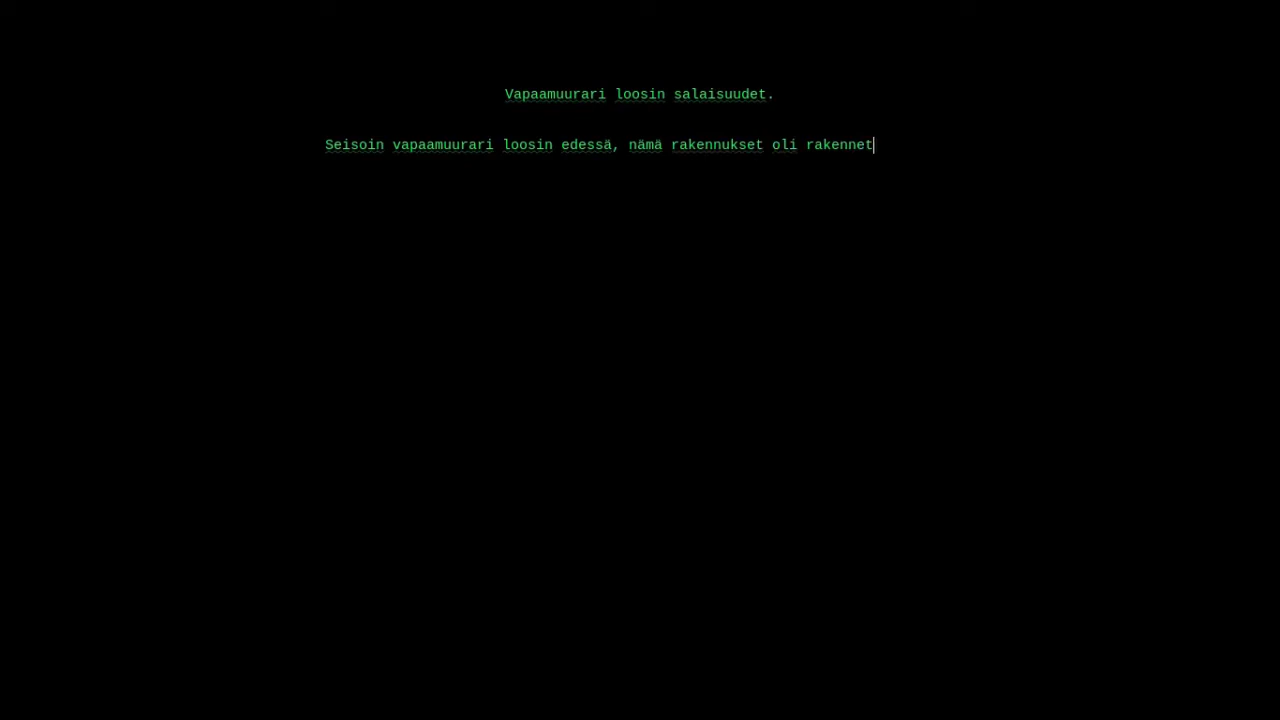 Vapaamuurari loosin salaisuudet.
Seisoin vapaamuurari loosin edessä, nämä rakennukset oli rakennet